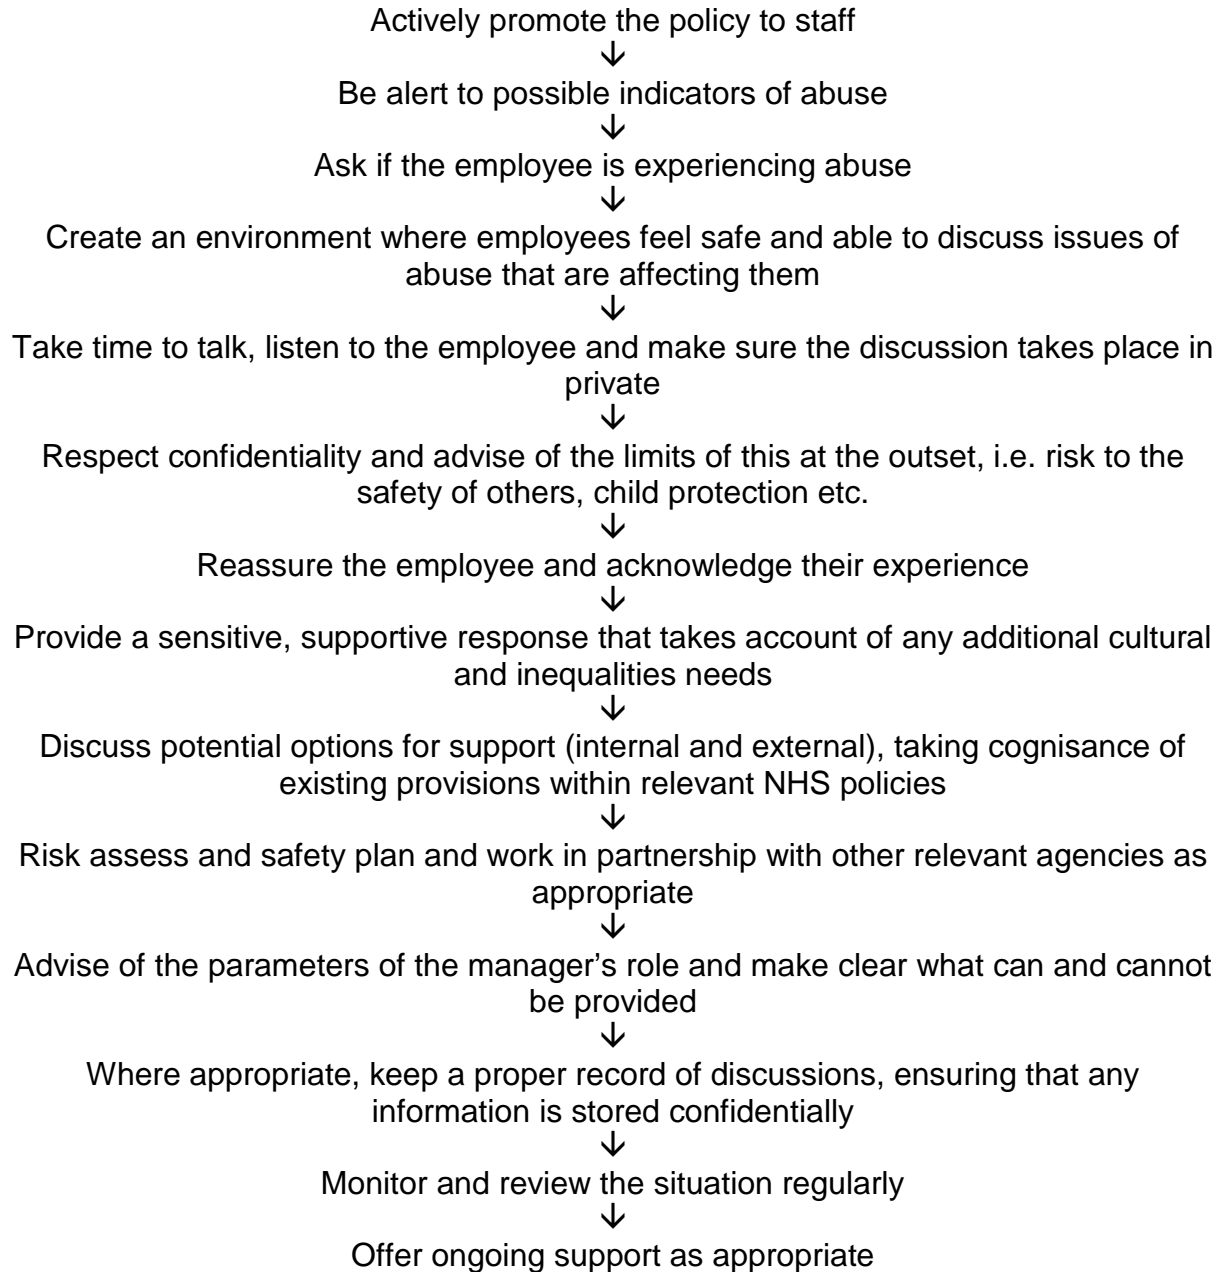 Actively promote the policy to staff
↓
Be alert to possible indicators of abuse
↓
Ask if the employee is experiencing abuse
↓
Create an environment where employees feel safe and able to discuss issues of
abuse that are affecting them
↓
Take time to talk, listen to the employee and make sure the discussion takes place in
private
↓
Respect confidentiality and advise of the limits of this at the outset, i.e. risk to the
safety of others, child protection etc.
↓
Reassure the employee and acknowledge their experience
↓
Provide a sensitive, supportive response that takes account of any additional cultural
and inequalities needs
↓
Discuss potential options for support (internal and external), taking cognisance of
existing provisions within relevant NHS policies
↓
Risk assess and safety plan and work in partnership with other relevant agencies as
appropriate
↓
Advise of the parameters of the manager’s role and make clear what can and cannot
be provided
↓
Where appropriate, keep a proper record of discussions, ensuring that any
information is stored confidentially
↓
Monitor and review the situation regularly
↓
Offer ongoing support as appropriate